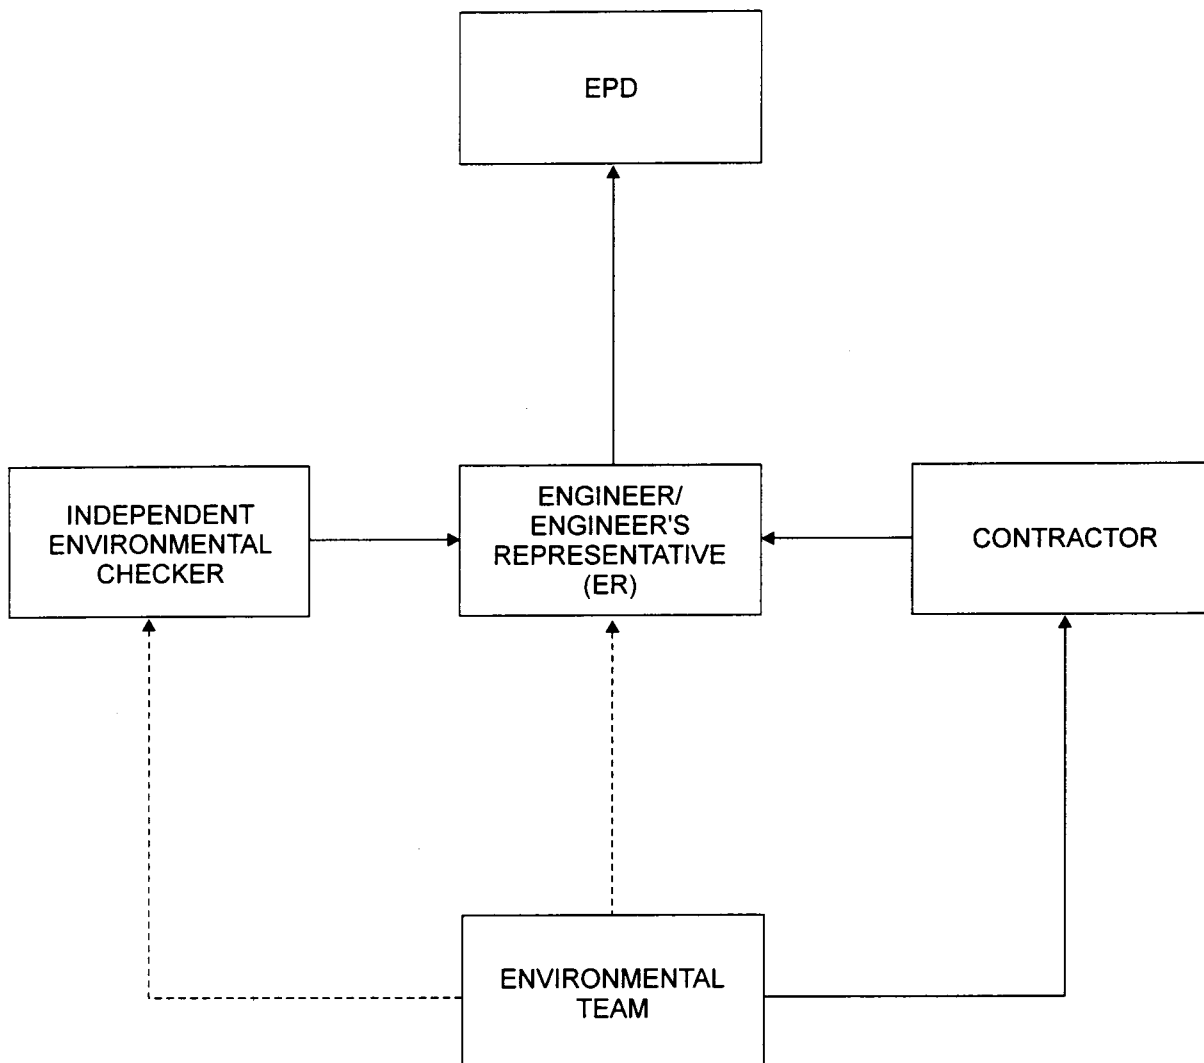 EPD
INDEPENDENT
ENVIRONMENTAL
CHECKER
ENGINEER/
ENGINEER'S
REPRESENTATIVE
(ER)
CONTRACTOR
ENVIRONMENTAL
TEAM